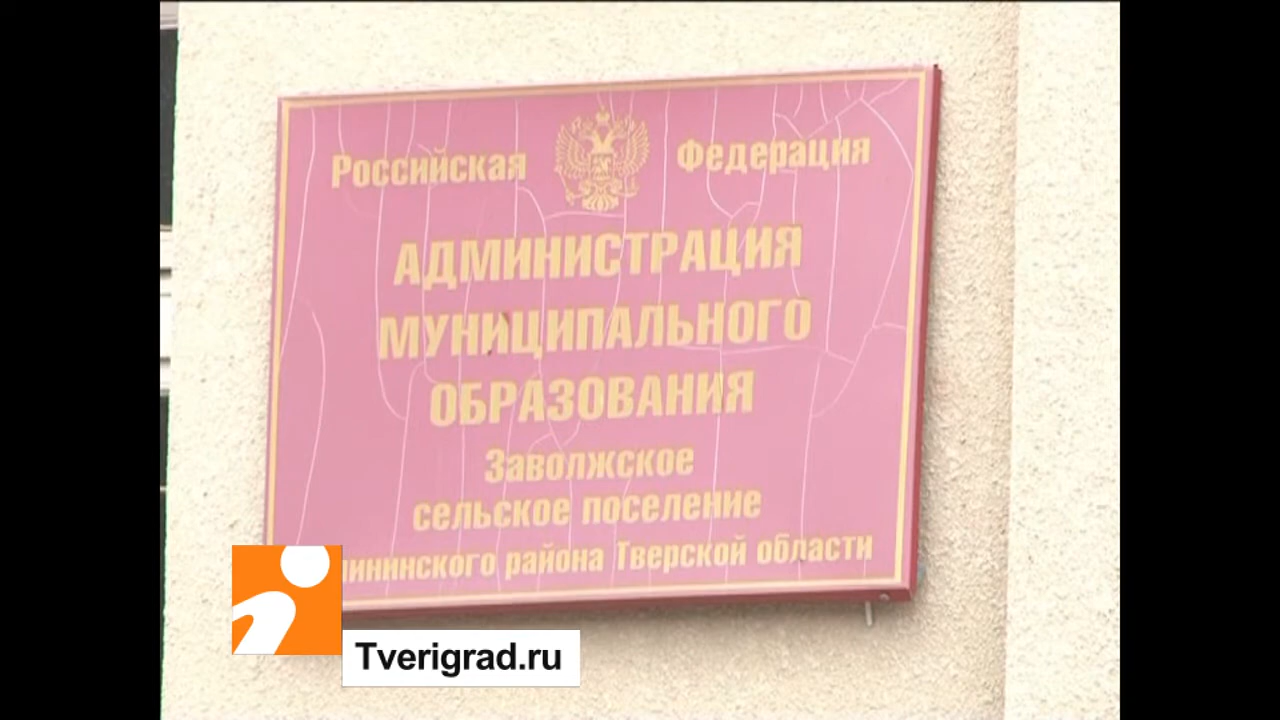 Российская Федерация
АДМИНИСТРАЦИЯ
МУНИЦИПАЛЬНОГО
ОБРАЗОВАНИЯ
Заволжское
сельское поселение
района Тверской области
Tverigrad.ru